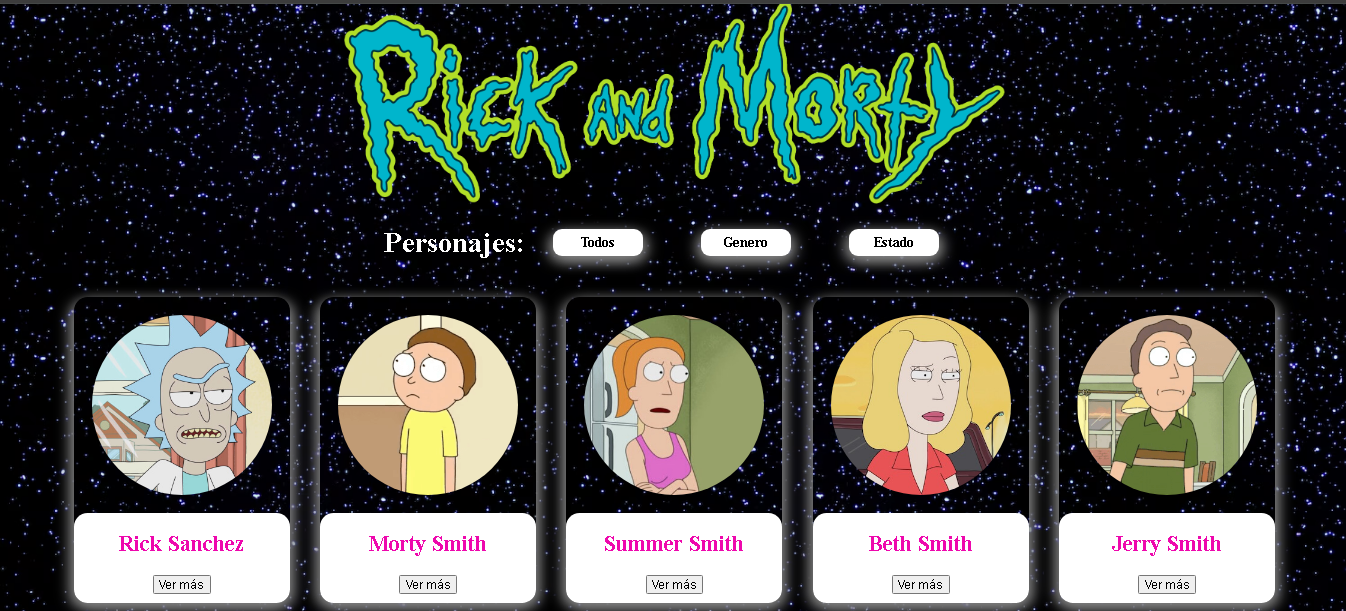 Rick and Morty
Personajes: Todos Genero Estado
Rick Sanchez Morty Smith Summer Smith Beth Smith Jerry Smith
Ver más Ver más Ver más Ver más Ver más